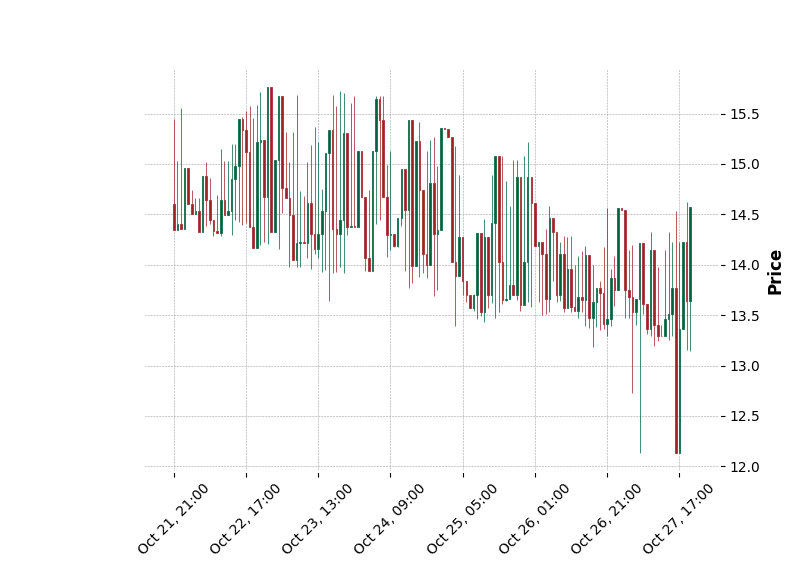 15.5
15.0
14.5
14.0
13.5
13.0
12.5
12.0
Price
Oct 21, 21:00
Oct 22, 17:00
Oct 23, 13:00
Oct 24, 09:00
Oct 25, 05:00
Oct 26, 01:00
Oct 26, 21:00
Oct 27, 17:00